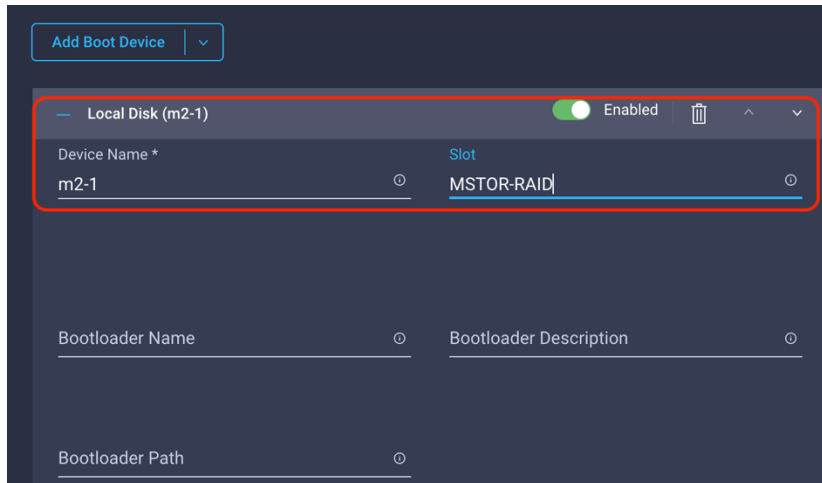 Add Boot Device
Local Disk (m2-1)
Enabled
Device Name *
Slot
m2-1
MSTOR-RAID
Bootloader Name
Bootloader Description
Bootloader Path